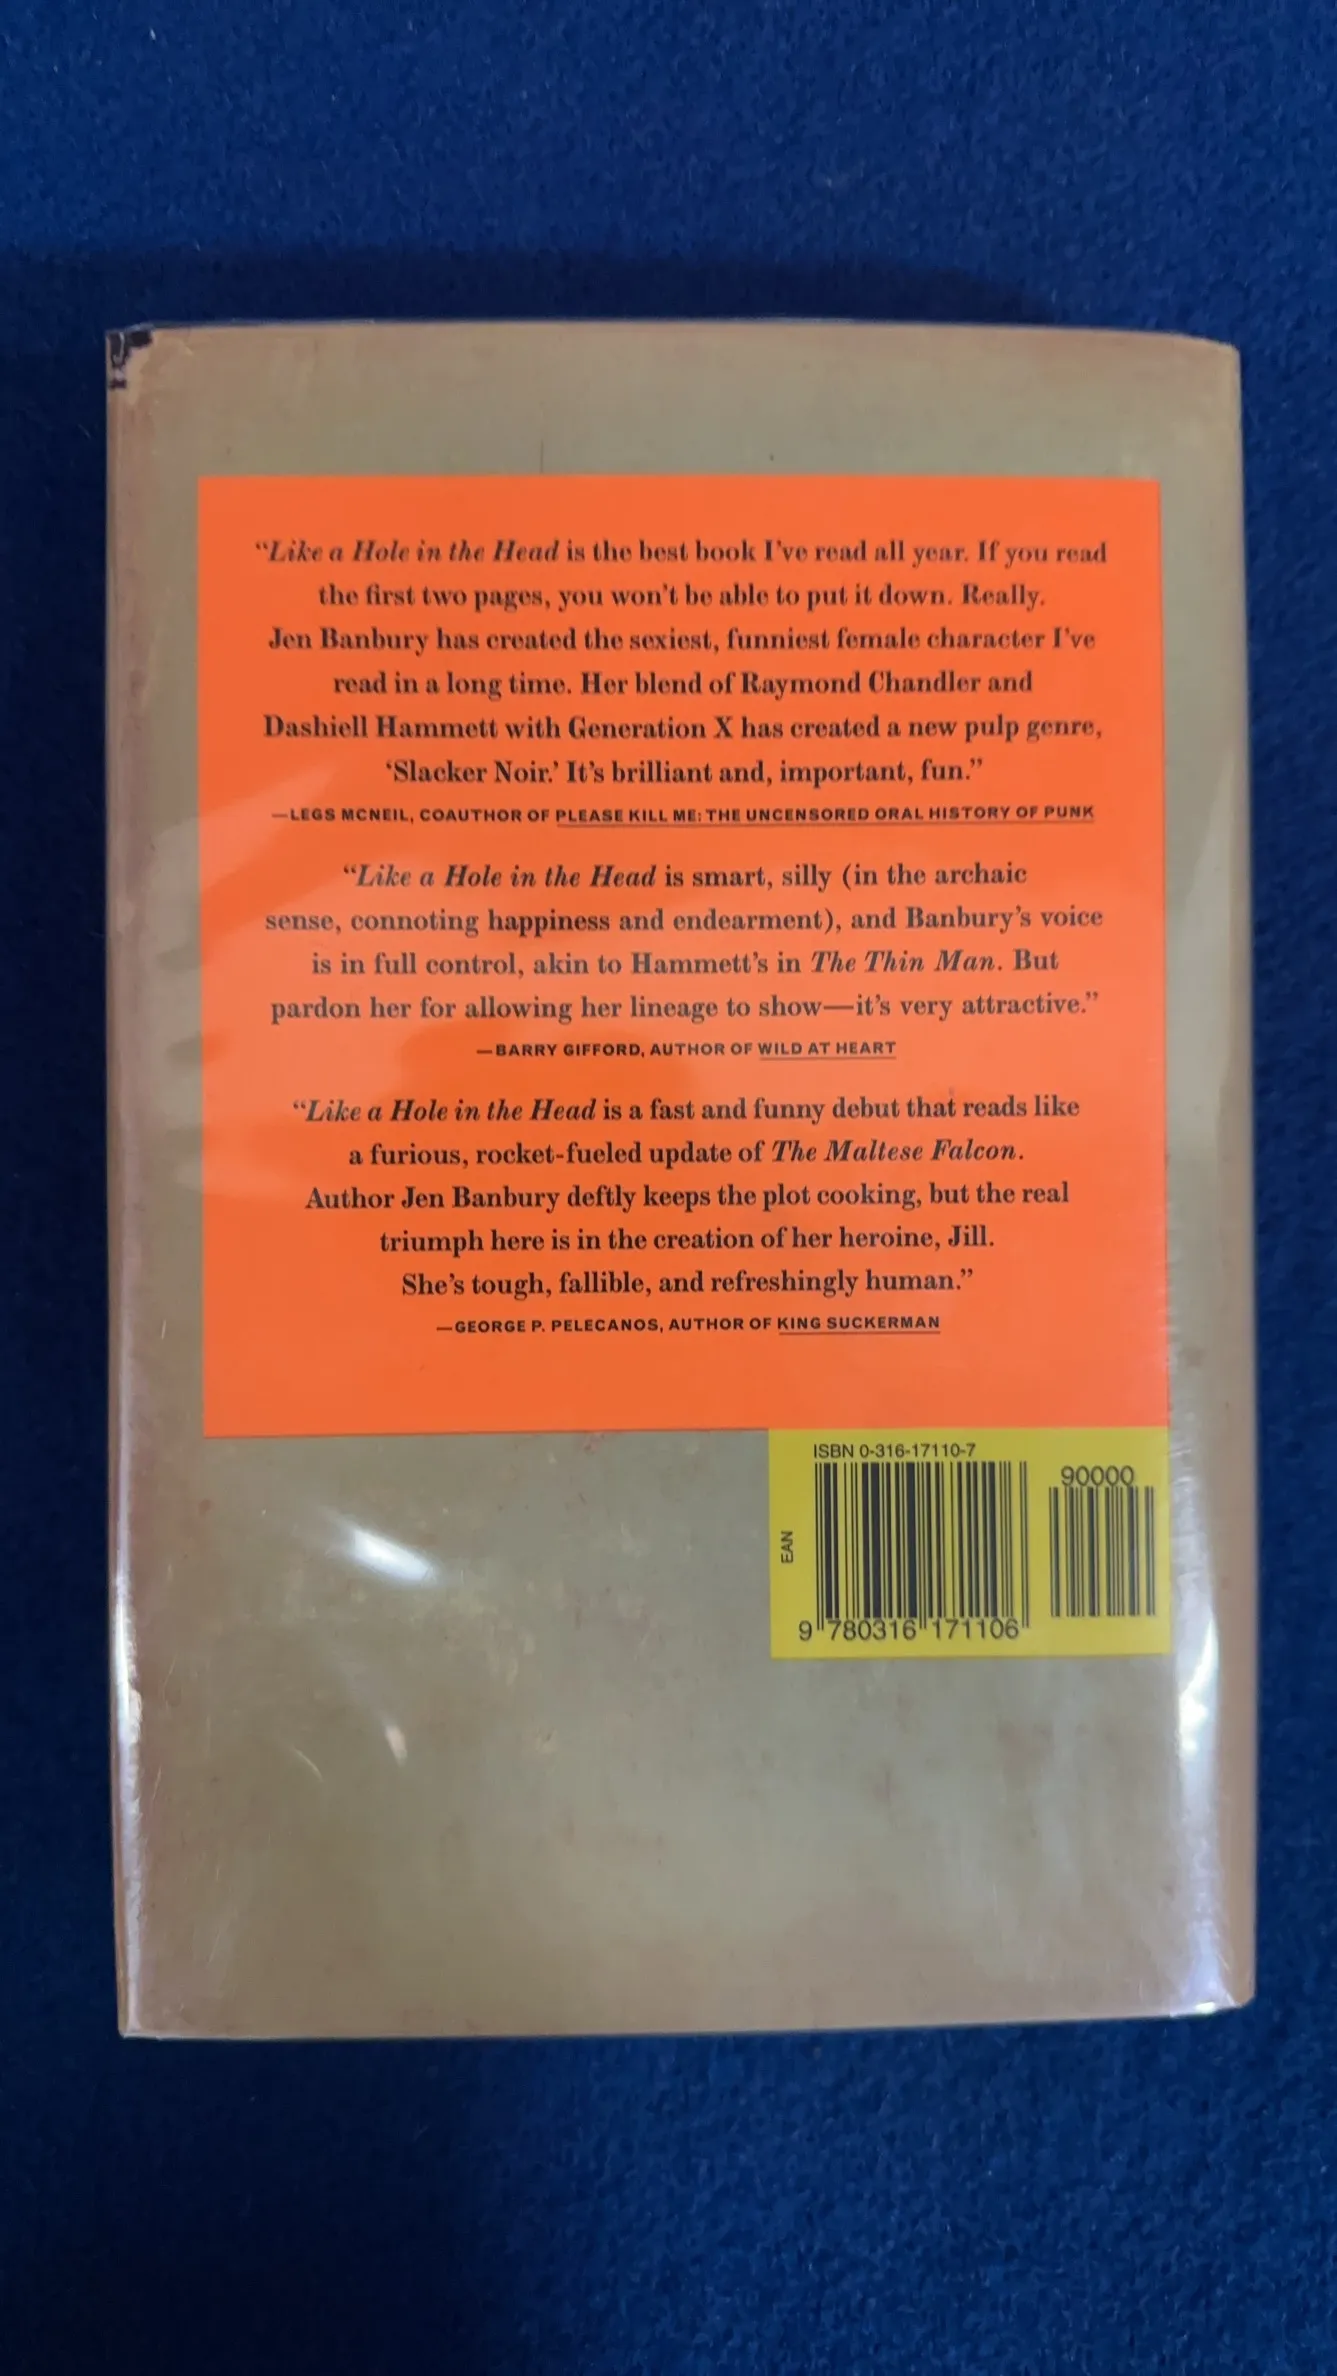 “Like a Hole in the Head is the best book I’ve read all year. If you read
the first two pages, you won’t be able to put it down. Really.
Jen Banbury has created the sexiest, funniest female character I’ve
read in a long time. Her blend of Raymond Chandler and
Dashiell Hammett with Generation X has created a new pulp genre,
‘Slacker Noir.’ It’s brilliant and, important, fun.”
—LEGS MCNEIL, COAUTHOR OF PLEASE KILL ME: THE UNCENSORED ORAL HISTORY OF PUNK
“Like a Hole in the Head is smart, silly (in the archaic
sense, connoting happiness and endearment), and Banbury’s voice
is in full control, akin to Hammett’s in The Thin Man. But
pardon her for allowing her lineage to show—it’s very attractive.”
—BARRY GIFFORD, AUTHOR OF WILD AT HEART
“Like a Hole in the Head is a fast and funny debut that reads like
a furious, rocket-fueled update of The Maltese Falcon.
Author Jen Banbury deftly keeps the plot cooking, but the real
triumph here is in the creation of her heroine, Jill.
She’s tough, fallible, and refreshingly human.”
—GEORGE P. PELECANOS, AUTHOR OF KING SUCKERMAN
ISBN 0-316-17110-7
90000
EAN
9 780316 171106